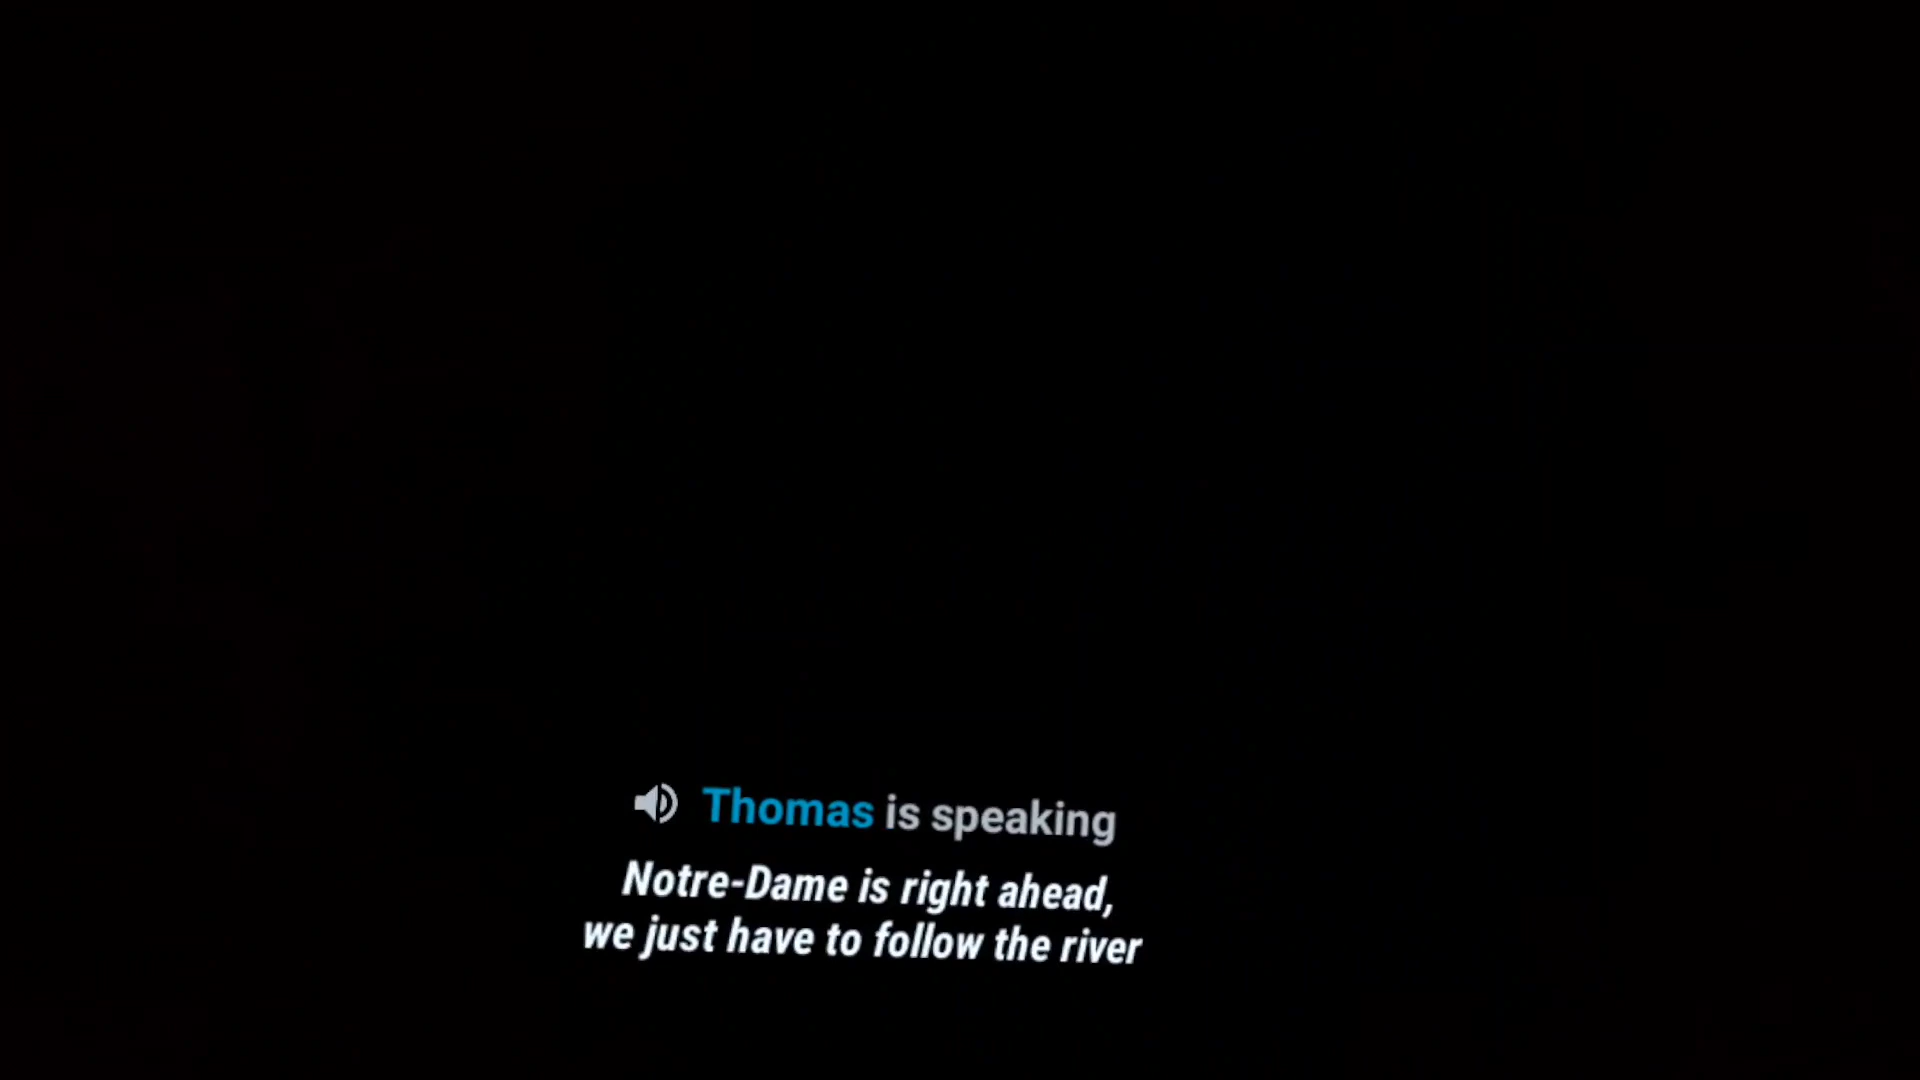 Thomas is speaking
Notre-Dame is right ahead,
we just have to follow the river